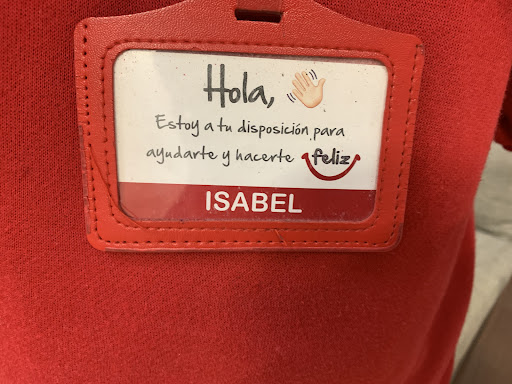 Hola, 👋
Estoy a tu disposición para
ayudarte y hacerte feliz
ISABEL